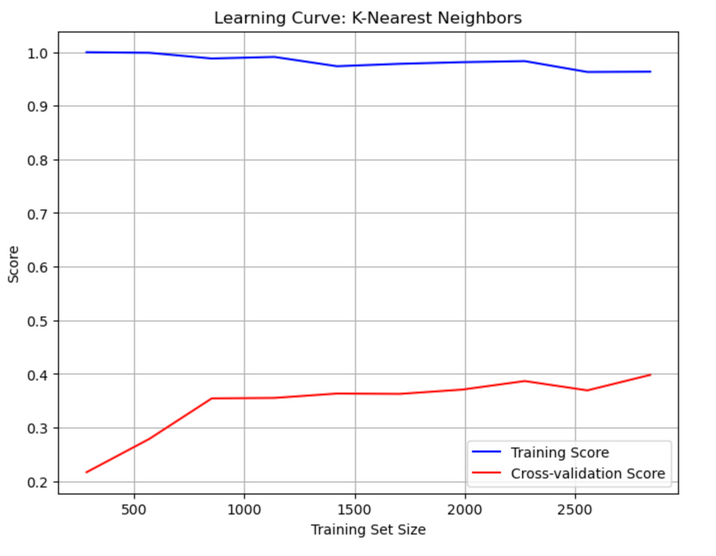 Learning Curve: K-Nearest Neighbors
1.0
0.9
0.8
0.7
0.6
0.5
0.4
0.3
0.2
Score
500
1000
1500
2000
2500
Training Set Size
Training Score
Cross-validation Score